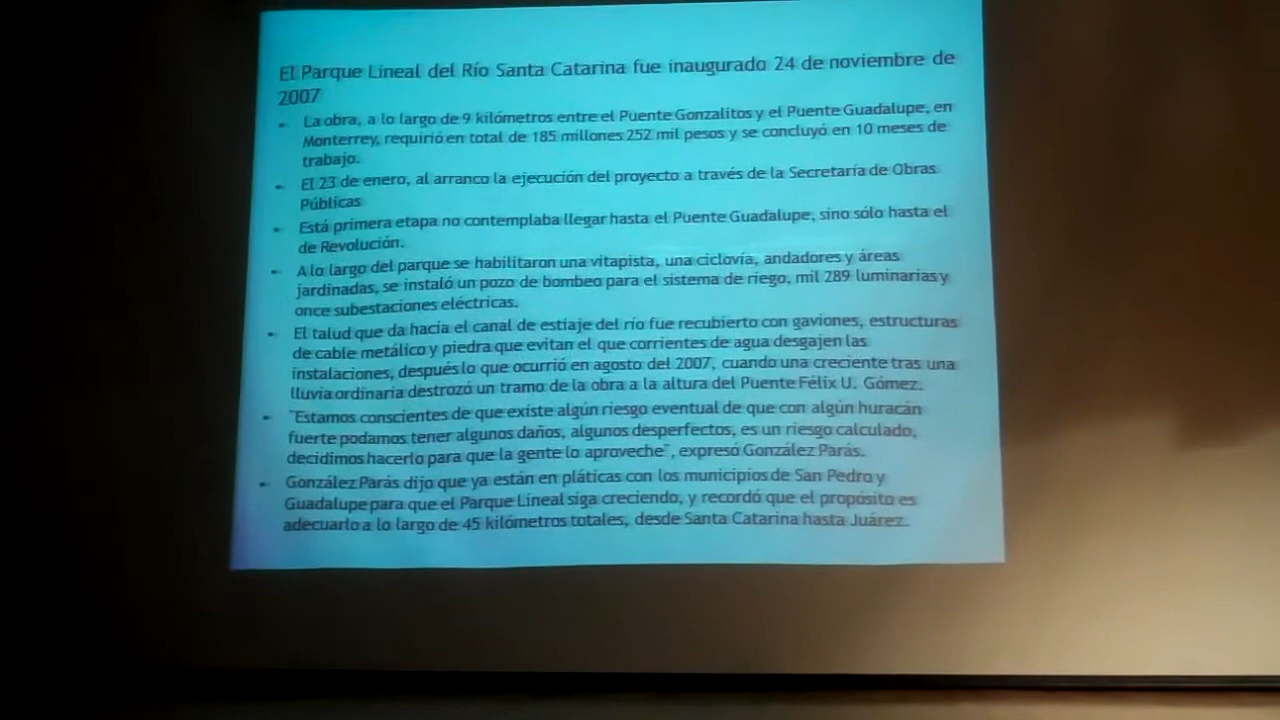 El Parque Lineal del Río Santa Catarina fue inaugurado 24 de noviembre de
2007
- La obra, a lo largo de 9 kilómetros entre el Puente Gonzalitos y el Puente Guadalupe, en
Monterrey, requirió en total de 185 millones 252 mil pesos y se concluyó en 10 meses de
trabajo.
- El 23 de enero, al arranco la ejecución del proyecto a través de la Secretaría de Obras
Públicas
- Está primera etapa no contemplaba llegar hasta el Puente Guadalupe, sino sólo hasta el
de Revolución.
- A lo largo del parque se habilitaron una vitapista, una ciclovía, andadores y áreas
jardinadas, se instaló un pozo de bombeo para el sistema de riego, mil 289 luminarias y
once subestaciones eléctricas.
- El talud que da hacia el canal de estiaje del río fue recubierto con gaviones, estructuras
de cable metálico y piedra que evitan el que corrientes de agua desgajen las
instalaciones, después lo que ocurrió en agosto del 2007, cuando una creciente tras una
lluvia ordinaria destrozó un tramo de la obra a la altura del Puente Félix U. Gómez.
- "Estamos conscientes de que existe algún riesgo eventual de que con algún huracán
fuerte podamos tener algunos daños, algunos desperfectos, es un riesgo calculado,
decidimos hacerlo para que la gente lo aproveche", expresó González Parás.
- González Parás dijo que ya están en pláticas con los municipios de San Pedro y
Guadalupe para que el Parque Lineal siga creciendo, y recordó que el propósito es
adecuarlo a lo largo de 45 kilómetros totales, desde Santa Catarina hasta Juárez.